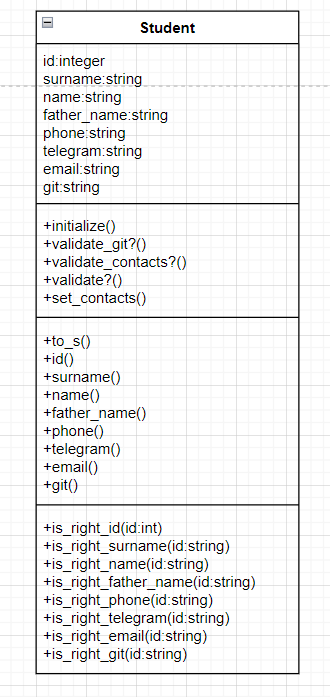 Student
id:integer
surname:string
name:string
father_name:string
phone:string
telegram:string
email:string
git:string
+initialize()
+validate_git?()
+validate_contacts?()
+validate?()
+set_contacts()
+to_s()
+id()
+surname()
+name()
+father_name()
+phone()
+telegram()
+email()
+git()
+is_right_id(id:int)
+is_right_surname(id:string)
+is_right_name(id:string)
+is_right_father_name(id:string)
+is_right_phone(id:string)
+is_right_telegram(id:string)
+is_right_email(id:string)
+is_right_git(id:string)